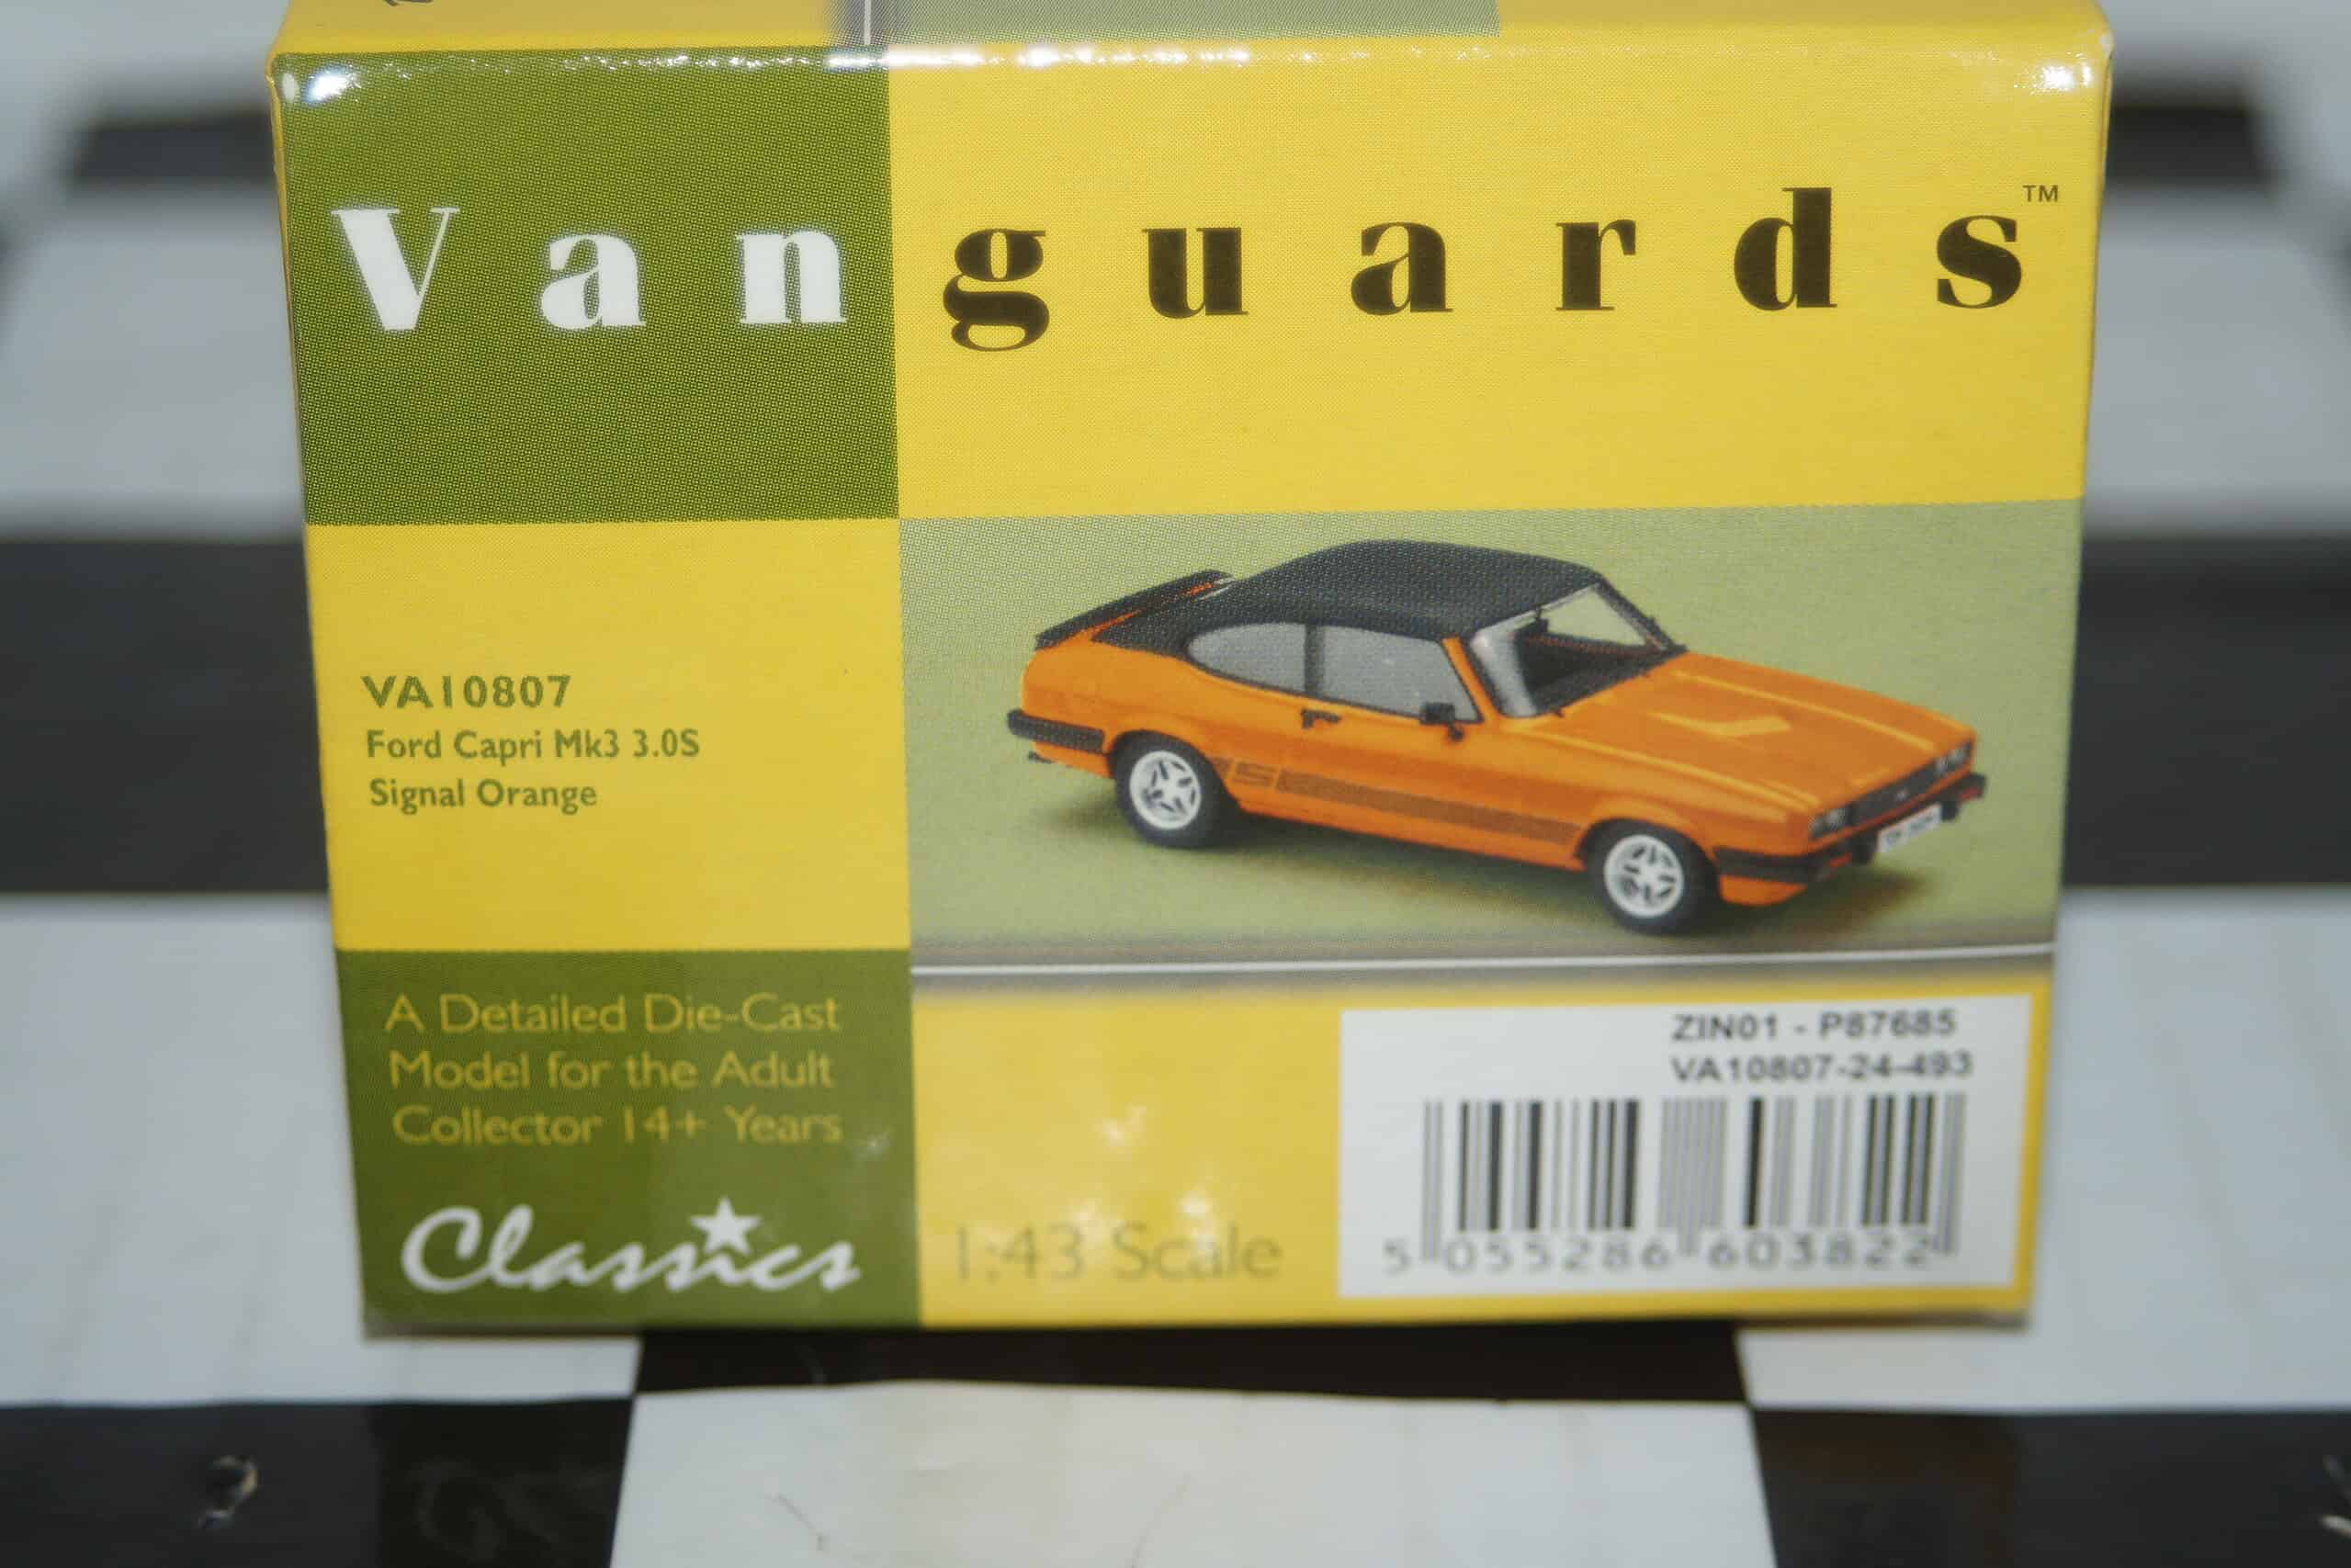 Vanguards™
VA10807
Ford Capri Mk3 3.0S
Signal Orange
A Detailed Die-Cast
Model for the Adult
Collector 14+ Years
Classics
1:43 Scale
ZIN01 - P87685
VA10807-24-493
5 055286 603822